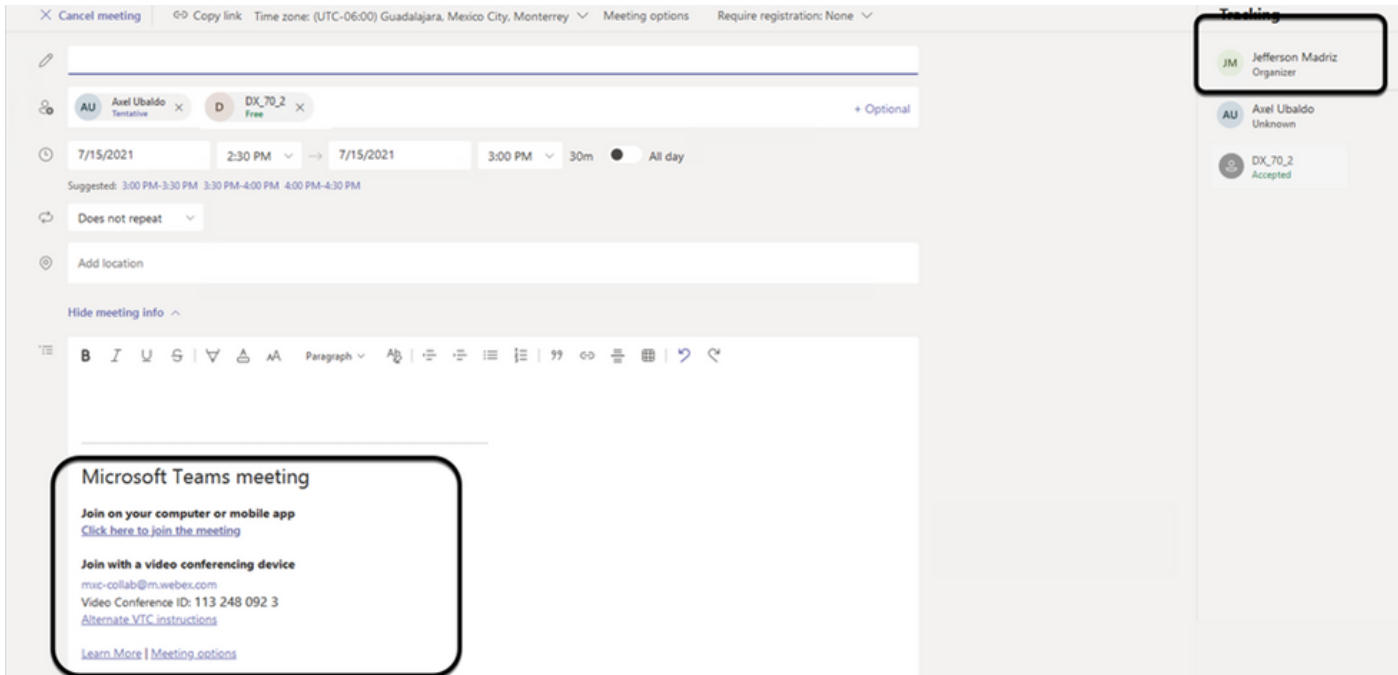 Cancel meeting Copy link Time zone: (UTC-06:00) Guadalajara, Mexico City, Monterrey Meeting options Require registration: None
Tracking
JM Jefferson Madriz
Organizer
AU Axel Ubaldo
Unknown
DX_70_2
Accepted
AU Axel Ubaldo
Tentative
D DX_70_2
Free
+ Optional
7/15/2021 2:30 PM → 7/15/2021 3:00 PM 30m All day
Suggested: 3:00 PM-3:30 PM 3:30 PM-4:00 PM 4:00 PM-4:30 PM
Does not repeat
Add location
Hide meeting info
B I U S A AA Paragraph
Microsoft Teams meeting
Join on your computer or mobile app
Click here to join the meeting
Join with a video conferencing device
mxc-collab@m.webex.com
Video Conference ID: 113 248 092 3
Alternate VTC instructions
Learn More | Meeting options